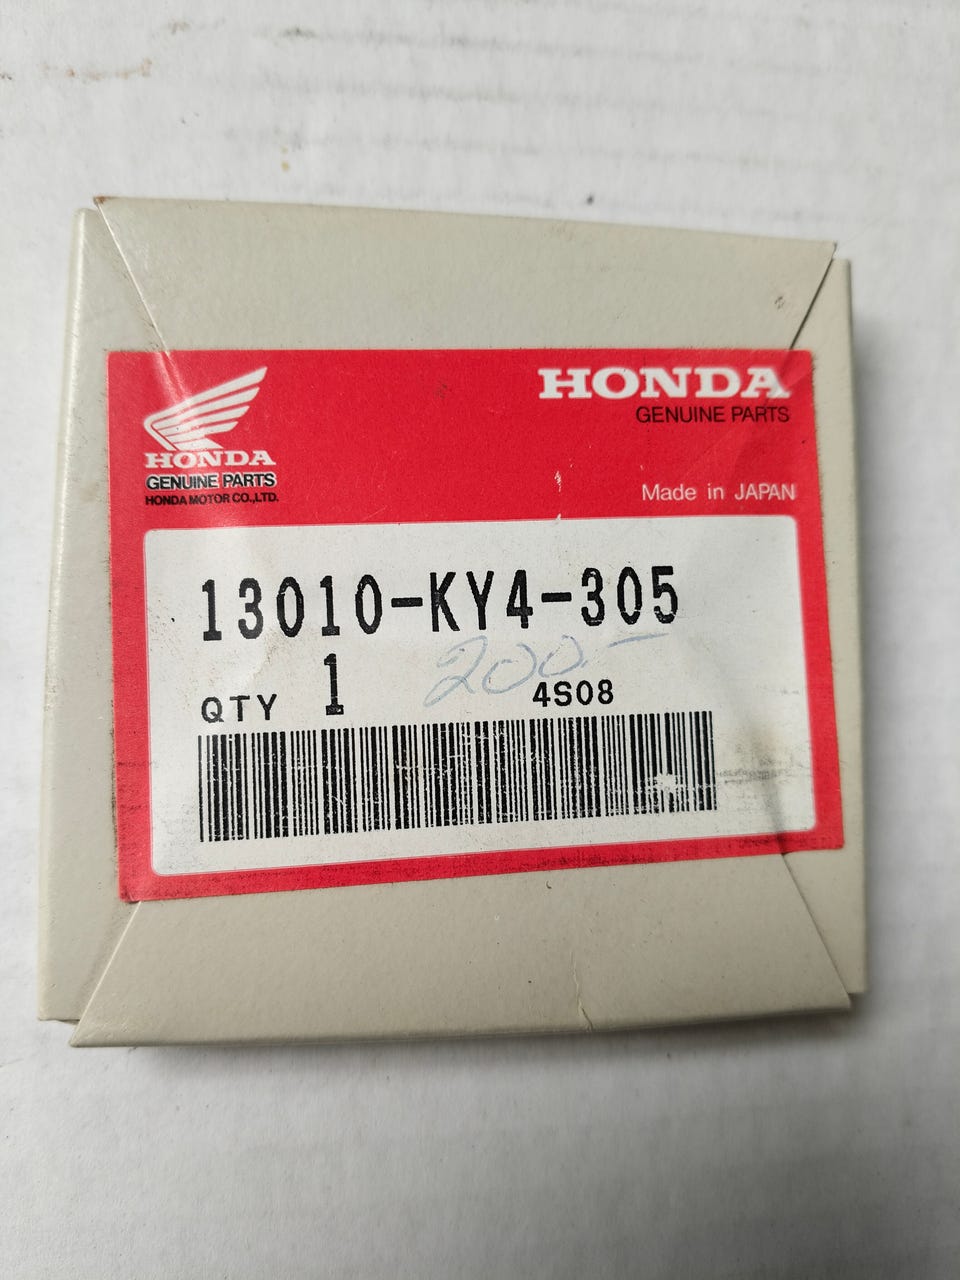 HONDA
GENUINE PARTS
HONDA MOTOR CO.,LTD.
HONDA
GENUINE PARTS
Made in JAPAN
13010-KY4-305
200.-
QTY 1 4S08